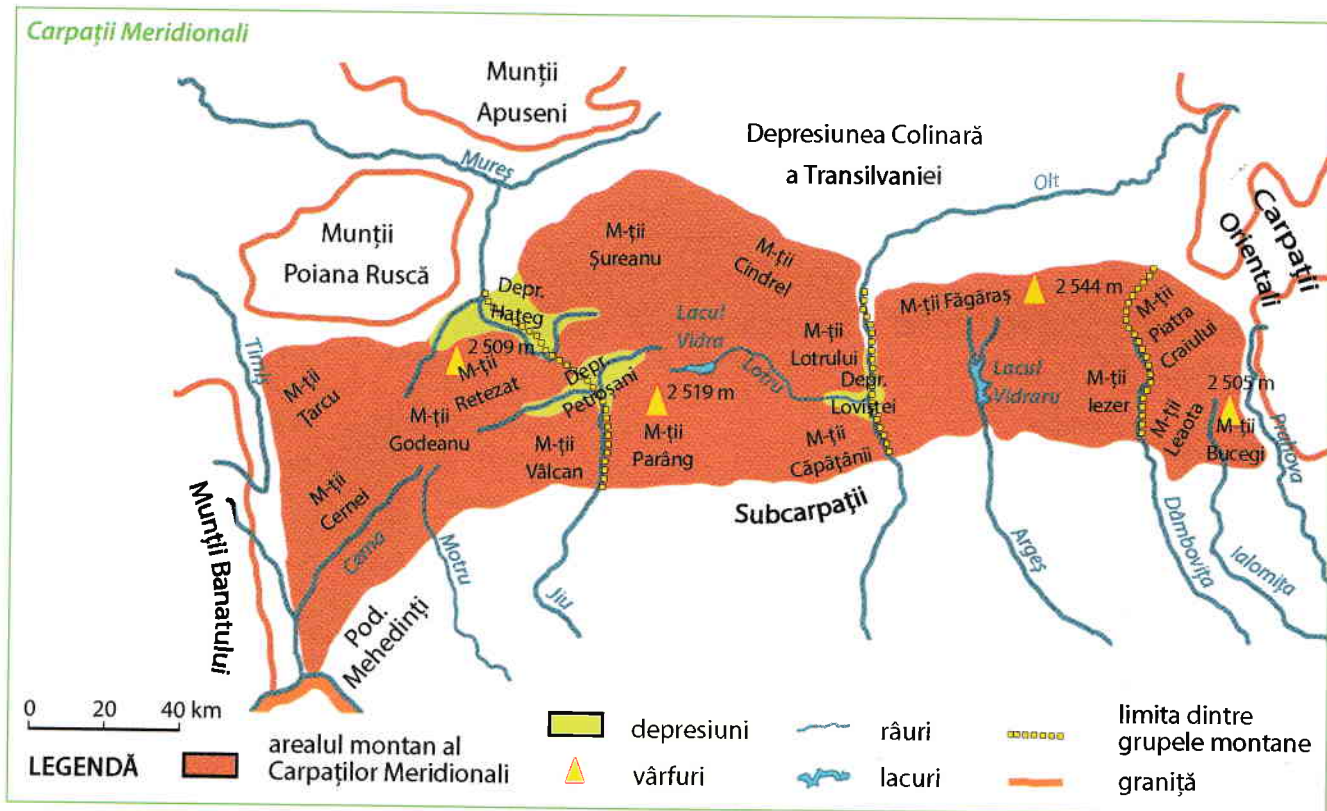 Carpații Meridionali
Munții
Apuseni
Mureș
Depresiunea Colinară
a Transilvaniei
Olt
Carpații
Orientali
Munții
Poiana Ruscă
M-ții
Șureanu
M-ții
Cindrel
Depr.
Hațeg
M-ții Făgăraș
2 544 m
M-ții
Piatra
Craiului
Timiș
2 509 m
M-ții
Retezat
Lacul
Vidra
M-ții
Lotrului
Lotru
Lacul
Vidraru
M-ții
Țarcu
Depr.
Petroșani
2 519 m
Depr.
Loviștei
M-ții
Iezer
2 505 m
M-ții
Godeanu
M-ții
Vâlcan
M-ții
Parâng
M-ții
Căpățânii
M-ții
Leaota
M-ții
Bucegi
Prahova
M-ții
Cernei
Subcarpații
Munții Banatului
Cerna
Motru
Jiu
Argeș
Dâmbovița
Ialomița
Pod.
Mehedinți
0 20 40 km
LEGENDĂ
arealul montan al
Carpaților Meridionali
depresiuni
vârfuri
râuri
lacuri
limita dintre
grupele montane
graniță